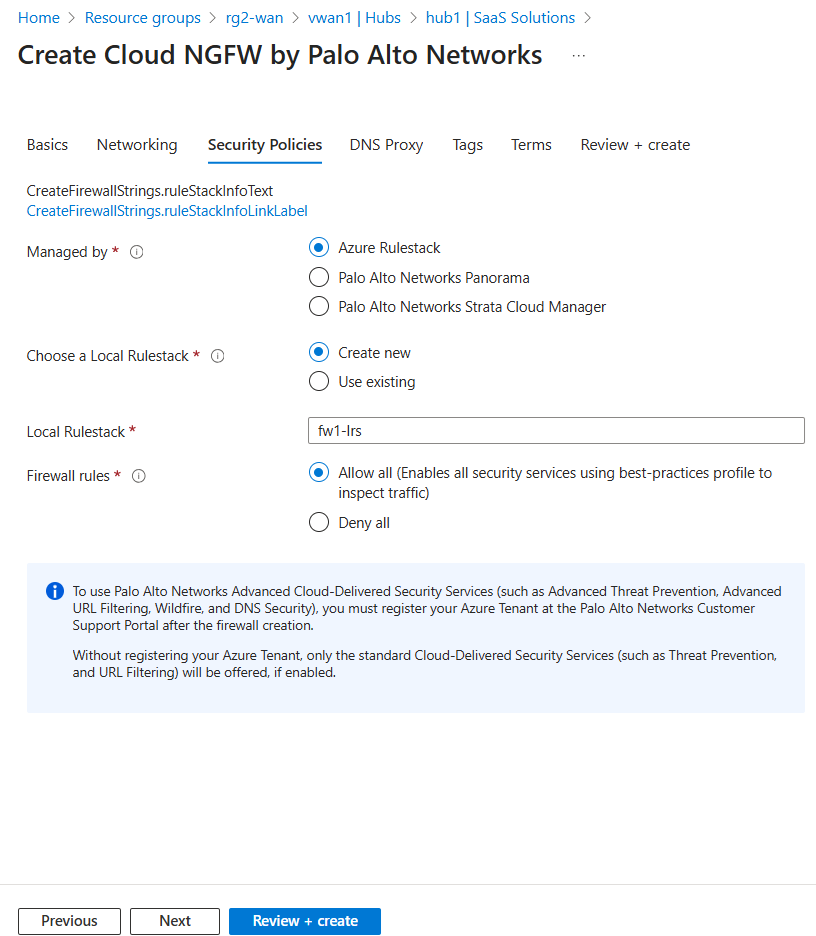 Home > Resource groups > rg2-wan > vwan1 | Hubs > hub1 | SaaS Solutions >
Create Cloud NGFW by Palo Alto Networks ...
Basics Networking Security Policies DNS Proxy Tags Terms Review + create
CreateFirewallStrings.ruleStackInfoText
CreateFirewallStrings.ruleStackInfoLinkLabel
Managed by * Azure Rulestack
Palo Alto Networks Panorama
Palo Alto Networks Strata Cloud Manager
Choose a Local Rulestack * Create new
Use existing
Local Rulestack * fw1-lrs
Firewall rules * Allow all (Enables all security services using best-practices profile to
inspect traffic)
Deny all
To use Palo Alto Networks Advanced Cloud-Delivered Security Services (such as Advanced Threat Prevention, Advanced
URL Filtering, Wildfire, and DNS Security), you must register your Azure Tenant at the Palo Alto Networks Customer
Support Portal after the firewall creation.
Without registering your Azure Tenant, only the standard Cloud-Delivered Security Services (such as Threat Prevention,
and URL Filtering) will be offered, if enabled.
Previous Next Review + create